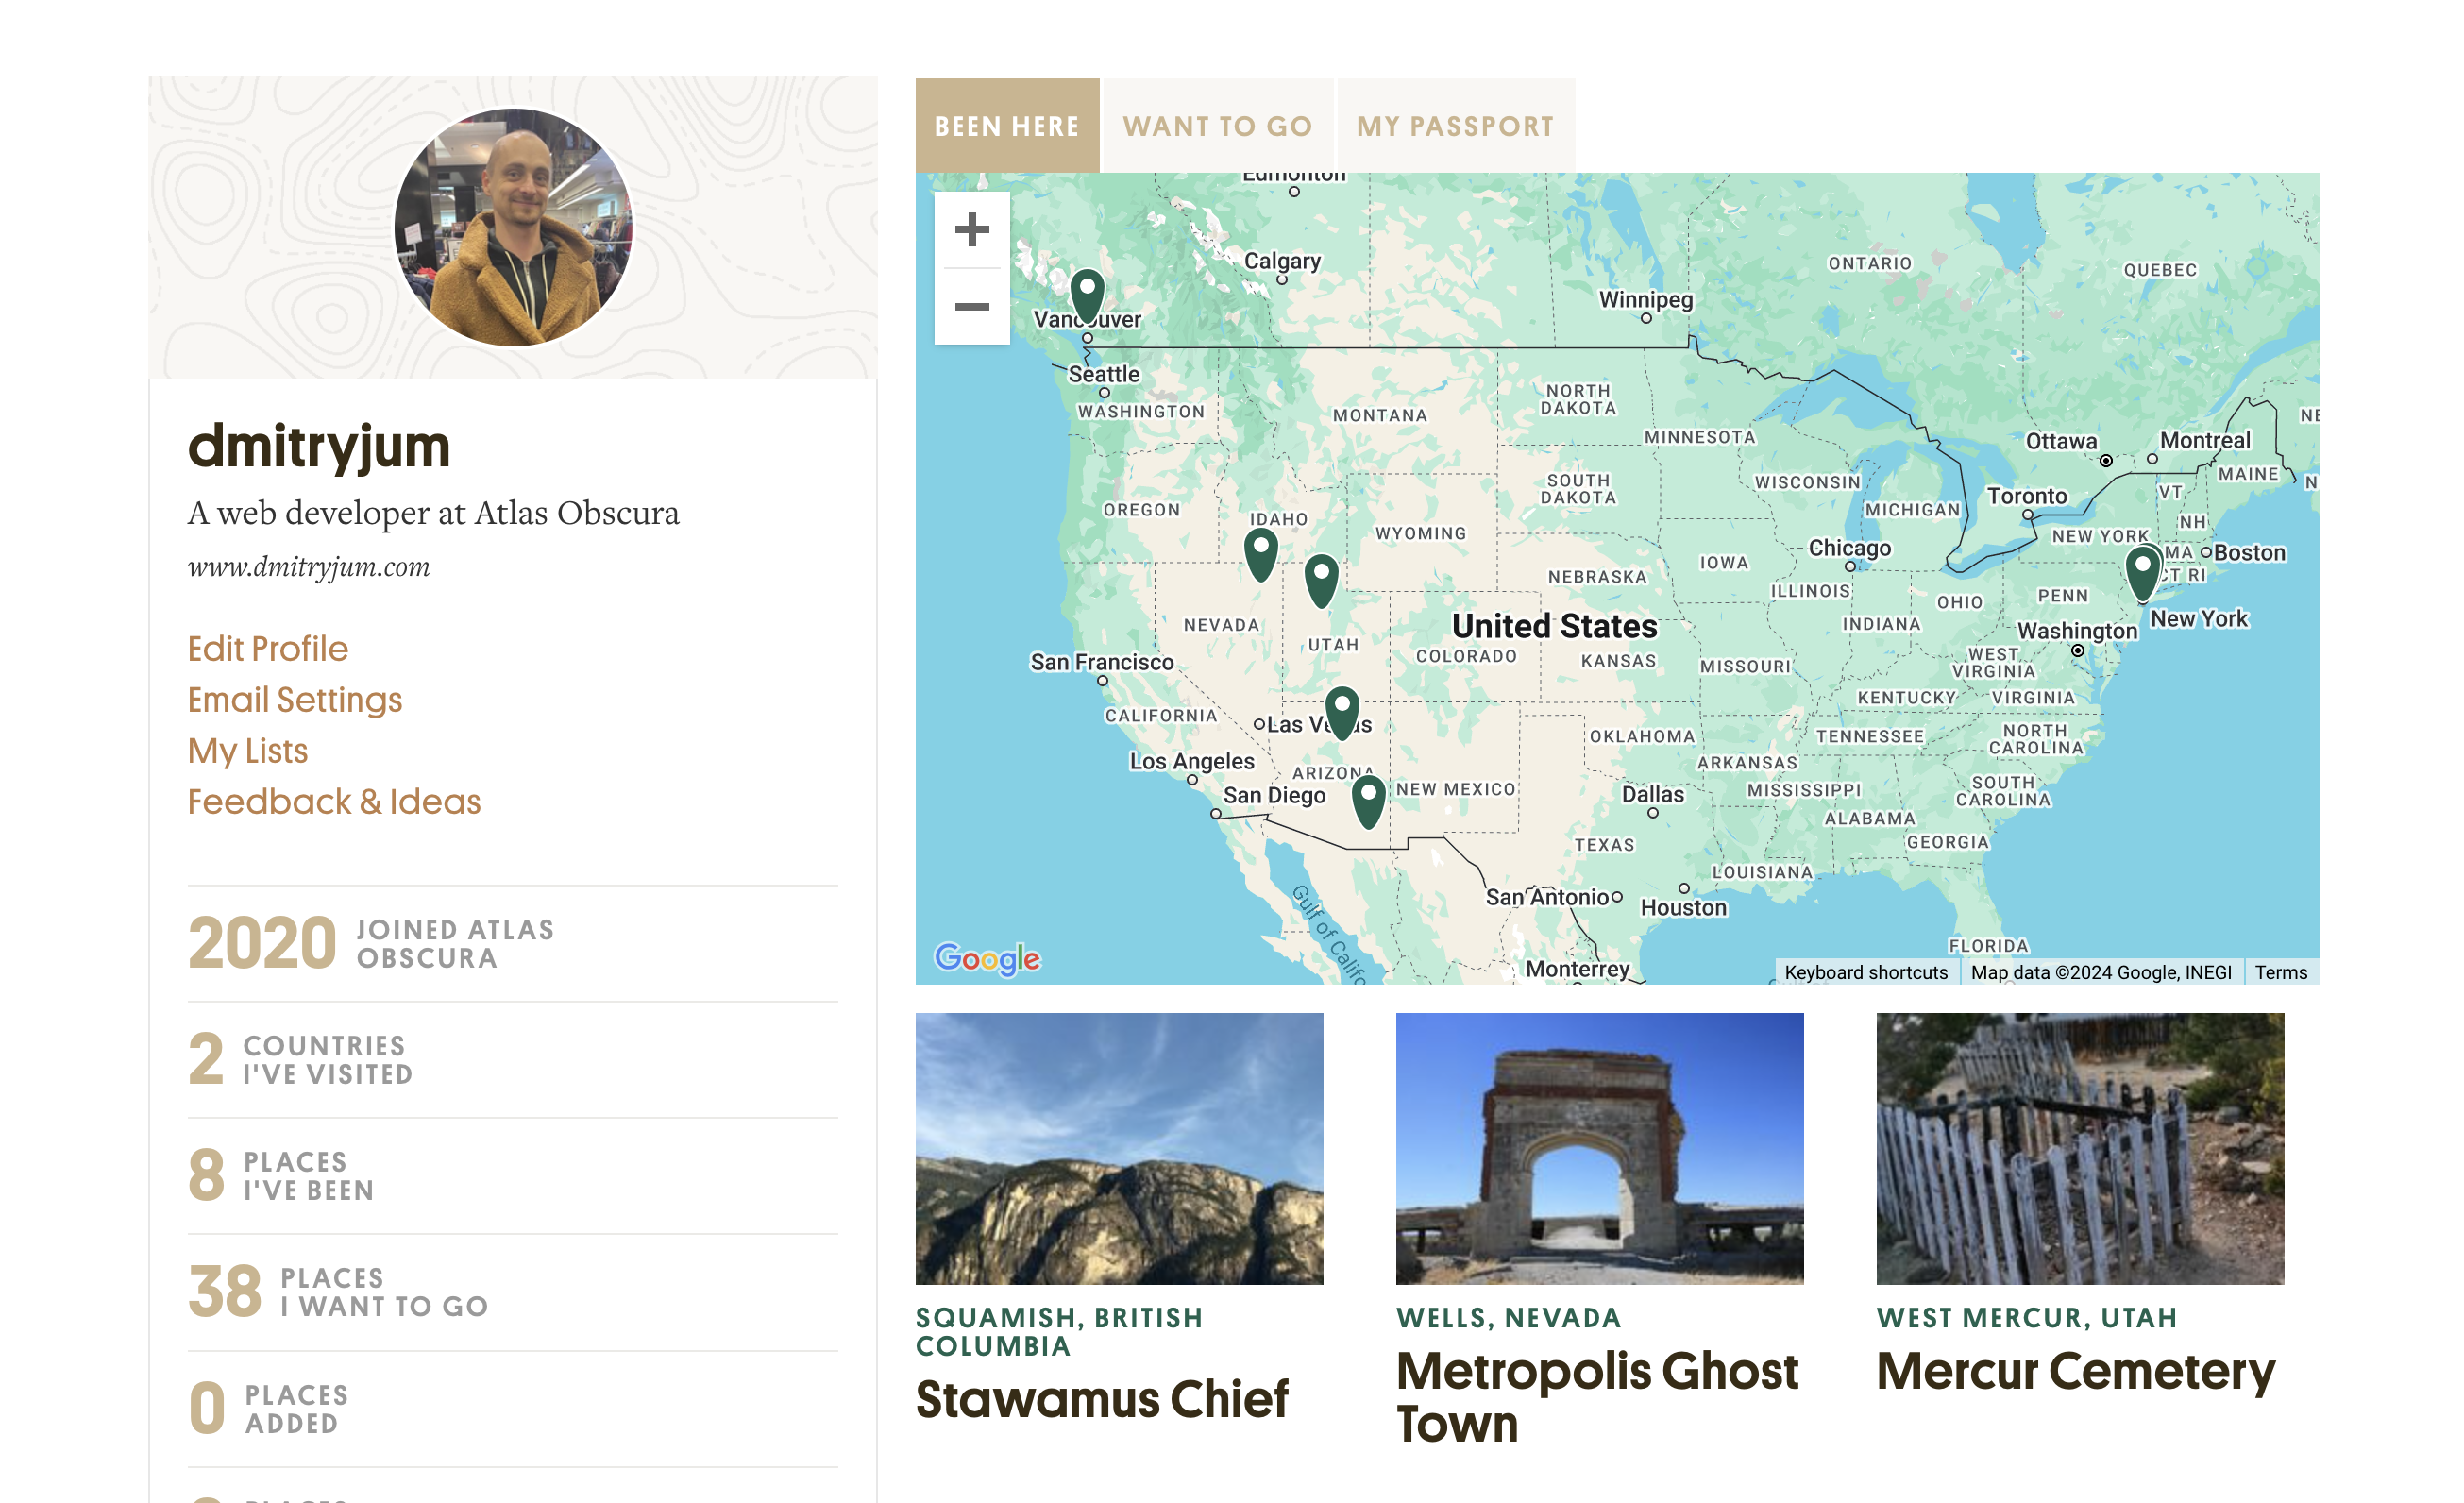 BEEN HERE
WANT TO GO
MY PASSPORT
dmitryjum
A web developer at Atlas Obscura
www.dmitryjum.com
Edit Profile
Email Settings
My Lists
Feedback & Ideas
2020 JOINED ATLAS
OBSCURA
2 COUNTRIES
I'VE VISITED
8 PLACES
I'VE BEEN
38 PLACES
I WANT TO GO
0 PLACES
ADDED
PLACES
Edmonton
Calgary
Winnipeg
ONTARIO
QUEBEC
Vancouver
Seattle
WASHINGTON
MONTANA
NORTH
DAKOTA
MINNESOTA
Ottawa
Montreal
MAINE
OREGON
IDAHO
WYOMING
SOUTH
DAKOTA
WISCONSIN
MICHIGAN
Toronto
VT
NH
NEW YORK
MA
Boston
CT RI
Chicago
IOWA
NEBRASKA
ILLINOIS
INDIANA
OHIO
PENN
New York
NEVADA
UTAH
United States
COLORADO
KANSAS
MISSOURI
Washington
WEST
VIRGINIA
KENTUCKY
VIRGINIA
San Francisco
CALIFORNIA
Las Vegas
OKLAHOMA
TENNESSEE
NORTH
CAROLINA
Los Angeles
ARIZONA
NEW MEXICO
ARKANSAS
SOUTH
CAROLINA
San Diego
Dallas
MISSISSIPPI
ALABAMA
GEORGIA
TEXAS
LOUISIANA
San Antonio
Houston
Gulf of Califo
FLORIDA
Monterrey
Google
Keyboard shortcuts
Map data ©2024 Google, INEGI
Terms
SQUAMISH, BRITISH
COLUMBIA
Stawamus Chief
WELLS, NEVADA
Metropolis Ghost
Town
WEST MERCUR, UTAH
Mercur Cemetery